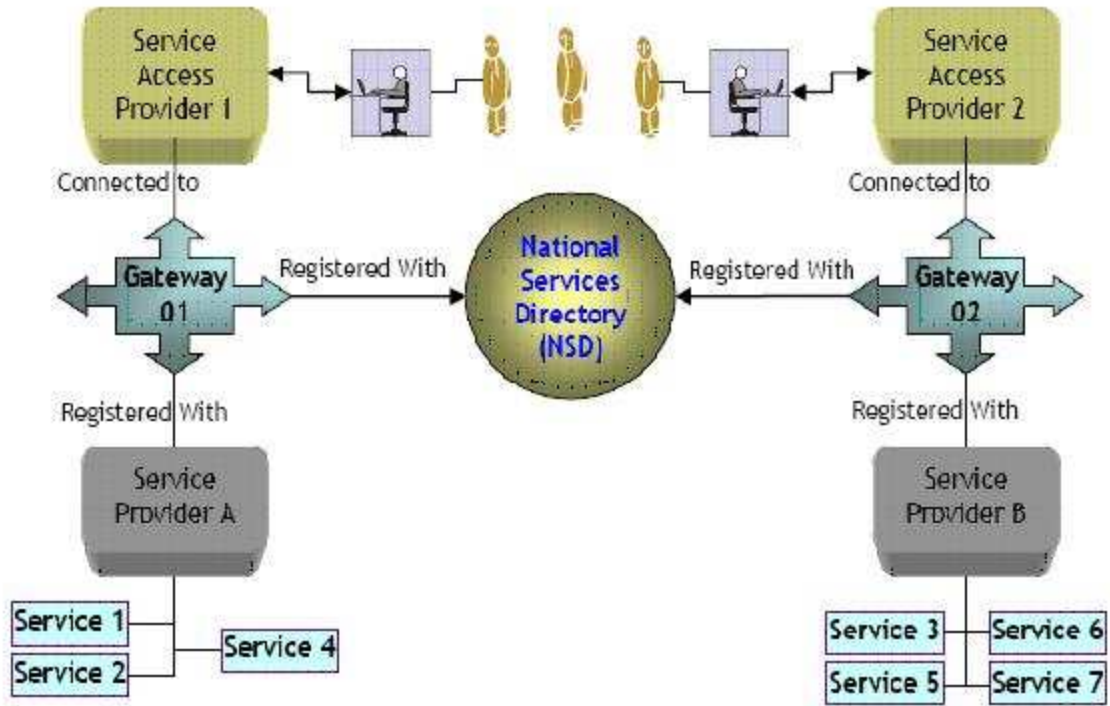 Service
Access
Provider 1
Service
Access
Provider 2
Connected to
Connected to
Gateway
01
Registered With
National
Services
Directory
(NSD)
Registered With
Gateway
02
Registered With
Registered With
Service
Provider A
Service
Provider B
Service 1
Service 2
Service 4
Service 3
Service 6
Service 5
Service 7